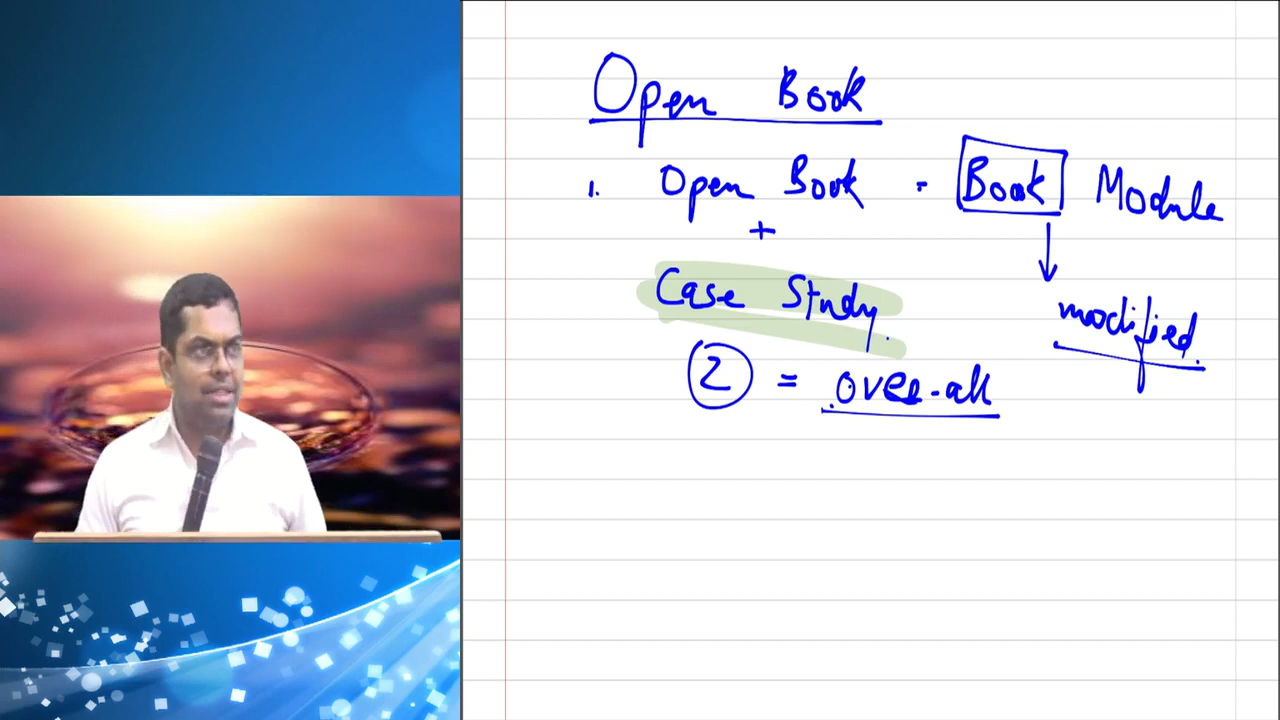 Open Book
1. Open Book - Book Module
+
Case Study.
modified.
2 = over-all